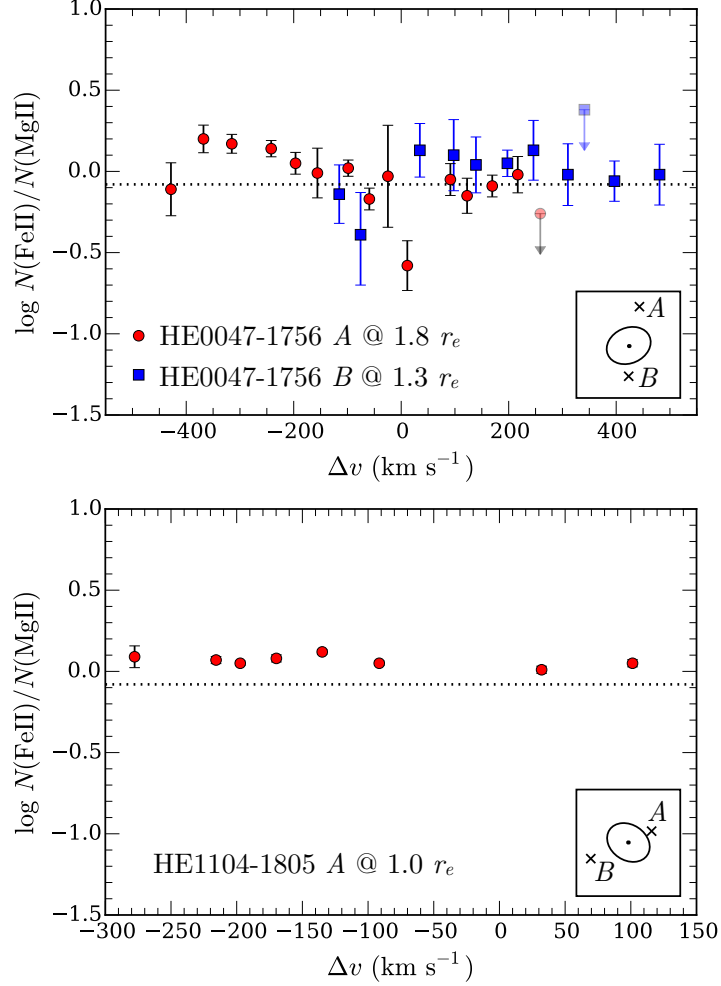 1.0
0.5
0.0
−0.5
−1.0
−1.5
log N(FeII)/N(MgII)
HE0047-1756 A @ 1.8 rₑ
HE0047-1756 B @ 1.3 rₑ
A
B
−400 −200 0 200 400
Δv (km s⁻¹)
1.0
0.5
0.0
−0.5
−1.0
−1.5
log N(FeII)/N(MgII)
HE1104-1805 A @ 1.0 rₑ
A
B
−300 −250 −200 −150 −100 −50 0 50 100 150
Δv (km s⁻¹)